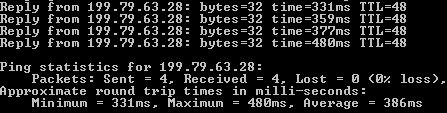 Reply from 199.79.63.28: bytes=32 time=331ms TTL=48
Reply from 199.79.63.28: bytes=32 time=359ms TTL=48
Reply from 199.79.63.28: bytes=32 time=377ms TTL=48
Reply from 199.79.63.28: bytes=32 time=480ms TTL=48
Ping statistics for 199.79.63.28:
Packets: Sent = 4, Received = 4, Lost = 0 (0% loss),
Approximate round trip times in milli-seconds:
Minimum = 331ms, Maximum = 480ms, Average = 386ms